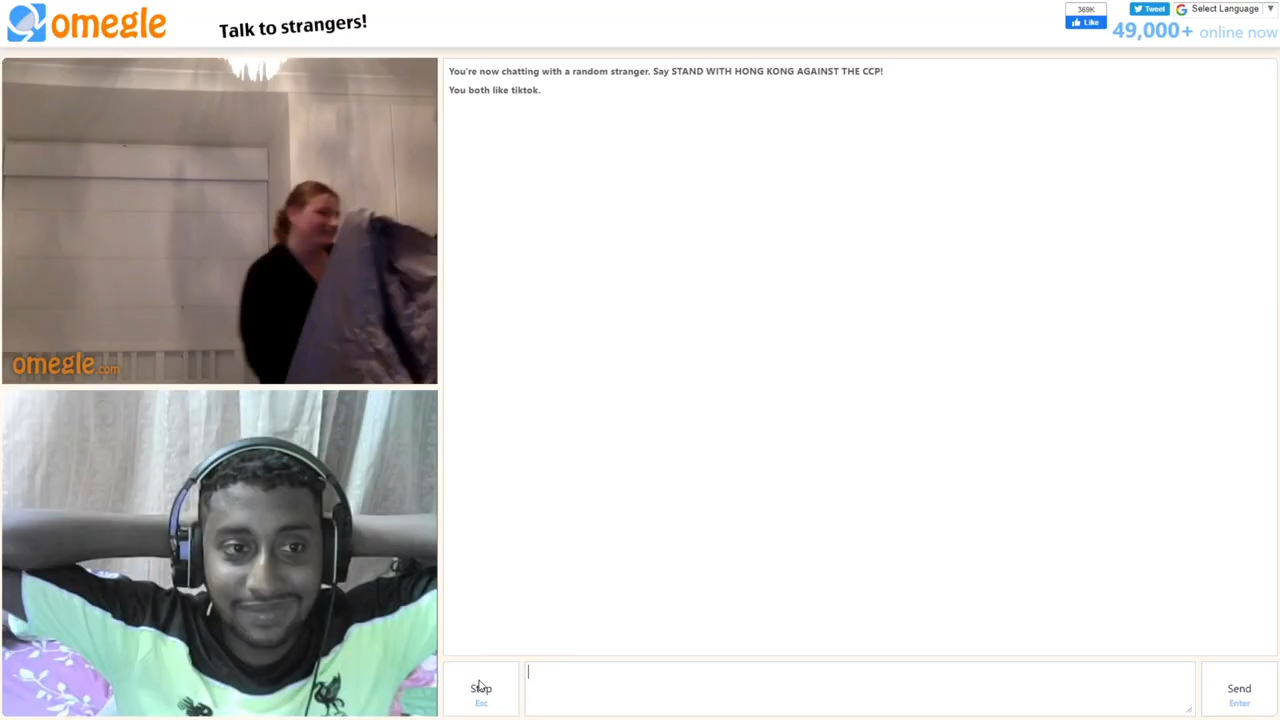 omegle
Talk to strangers!
369K
Like
Tweet
Select Language
49,000+ online now
You're now chatting with a random stranger. Say STAND WITH HONG KONG AGAINST THE CCP!
You both like tiktok.
omegle.com
Stop
Esc
Send
Enter